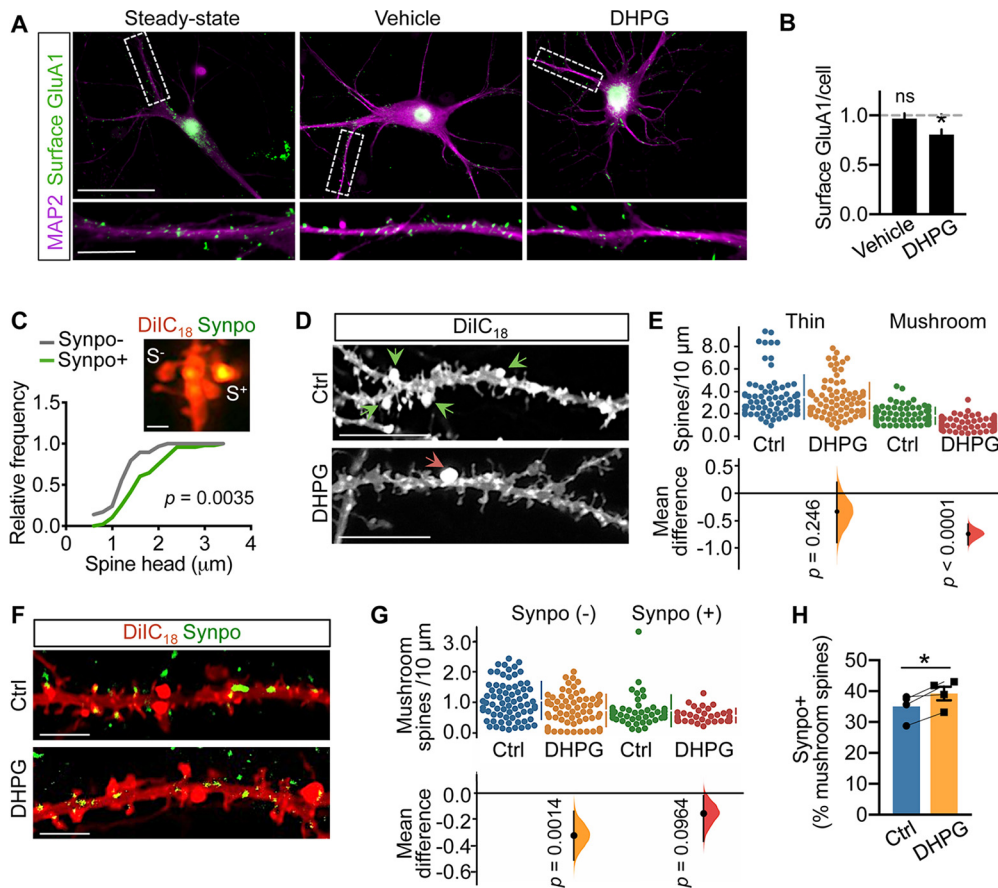 A
Steady-state
Vehicle
DHPG
MAP2 Surface GluA1
B
Surface GluA1/cell
ns
*
1.0
0.5
0.0
Vehicle
DHPG
C
Synpo-
Synpo+
DilC18 Synpo
S-
S+
Relative frequency
1.5
1.0
0.5
0.0
p = 0.0035
0 1 2 3 4
Spine head (μm)
D
DilC18
Ctrl
DHPG
E
Thin
Mushroom
Spines/10 μm
8.0
6.0
4.0
2.0
0.0
Ctrl
DHPG
Ctrl
DHPG
Mean
difference
0.5
0
-0.5
-1.0
p = 0.246
p < 0.0001
F
DilC18 Synpo
Ctrl
DHPG
G
Synpo (-)
Synpo (+)
Mushroom
spines /10 μm
3.0
2.0
1.0
0.0
Ctrl
DHPG
Ctrl
DHPG
Mean
difference
0.0
-0.2
-0.4
-0.6
p = 0.0014
p = 0.0964
H
*
Synpo+
(% mushroom spines)
50
40
30
20
10
0
Ctrl
DHPG